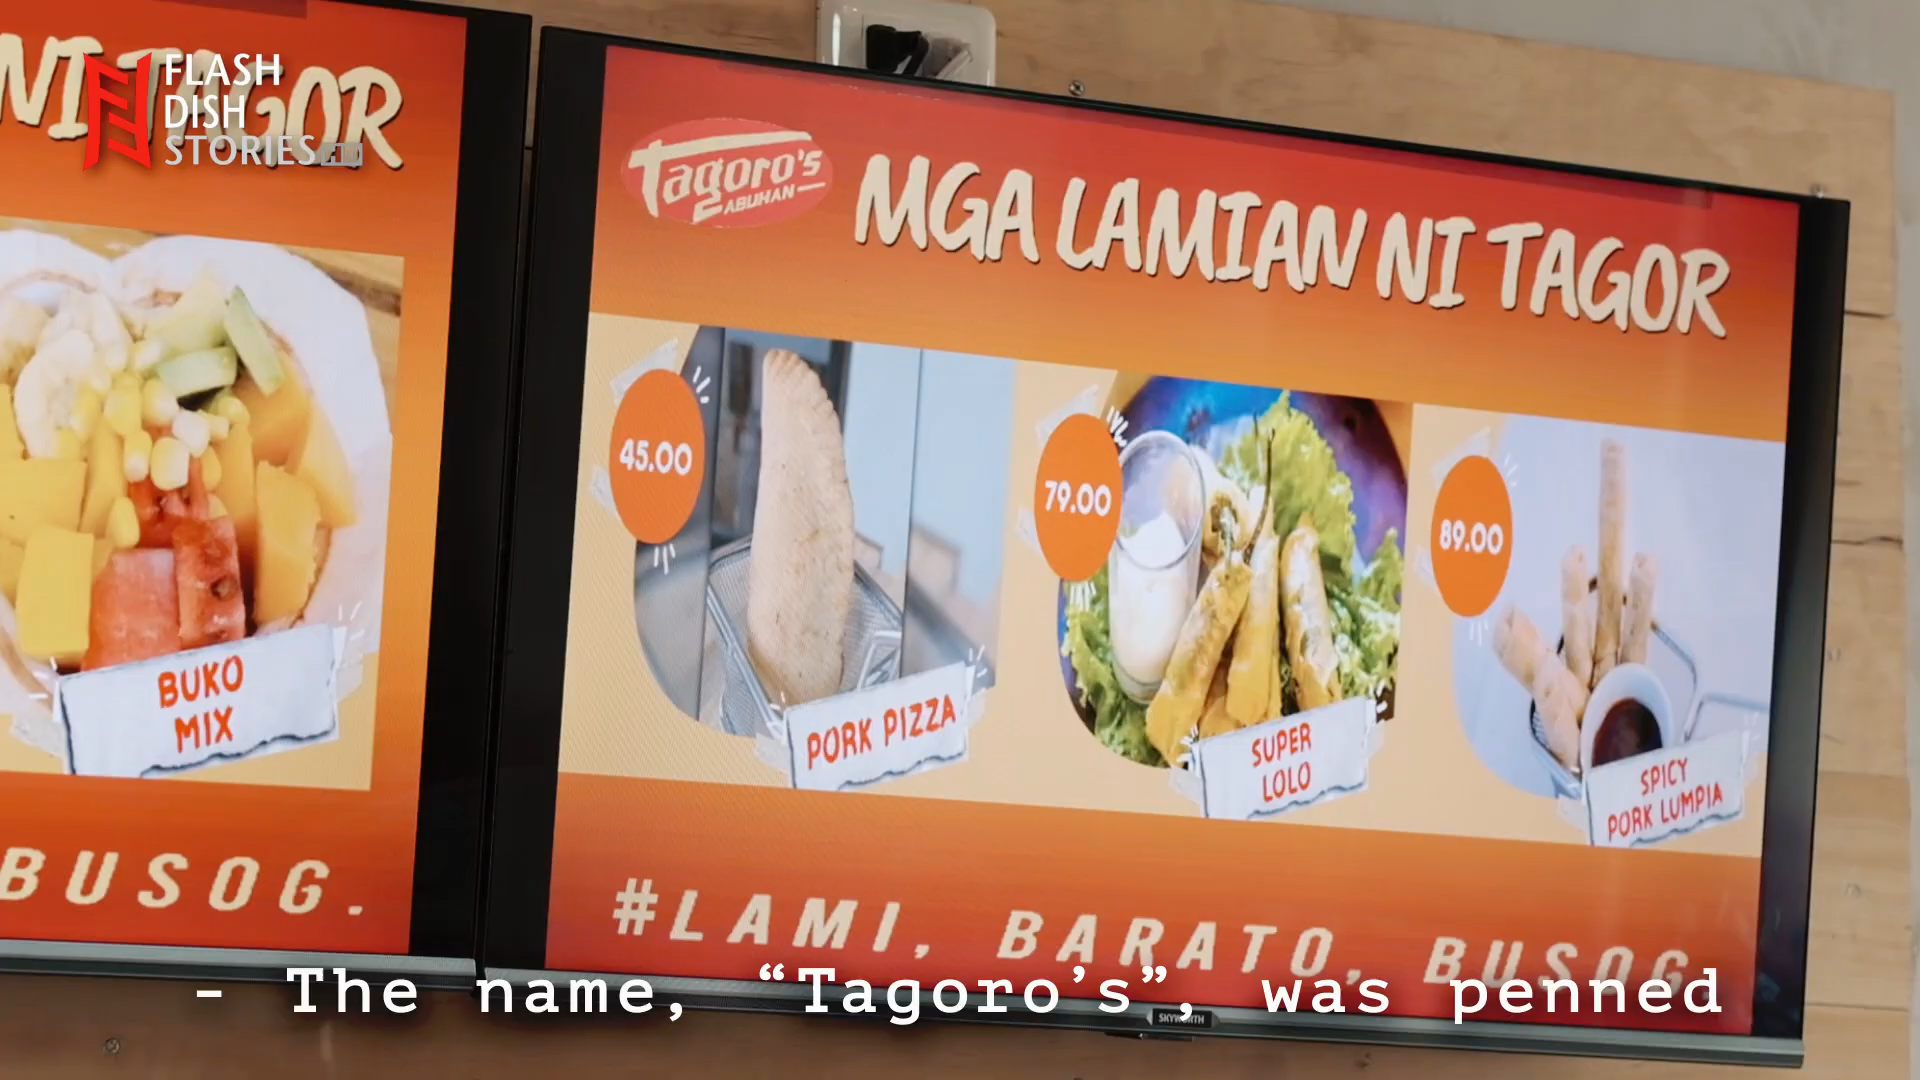 FLASH
DISH
STORIES
NI TAGOR
BUKO
MIX
BUSOG.
Tagoro's
ABUHAN
MGA LAMIAN NI TAGOR
45.00
79.00
89.00
PORK PIZZA
SUPER
LOLO
SPICY
PORK LUMPIA
#LAMI, BARATO, BUSOG.
SKYWORTH
- The name, “Tagoro’s”, was penned